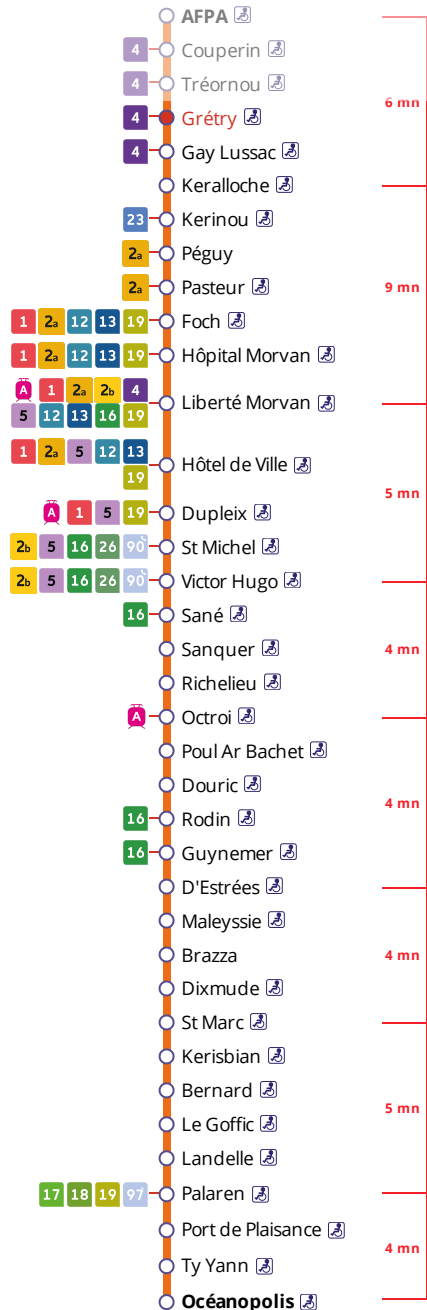 AFPA
4 Couperin
4 Tréornou
6 mn
4 Grétry
4 Gay Lussac
Keralloche
23 Kerinou
2a Péguy
2a Pasteur
9 mn
1 2a 12 13 19 Foch
1 2a 12 13 19 Hôpital Morvan
A 1 2a 2b 4
Liberté Morvan
5 12 13 16 19
1 2a 5 12 13
Hôtel de Ville
19
5 mn
A 1 5 19 Dupleix
2b 5 16 26 90 St Michel
2b 5 16 26 90 Victor Hugo
16 Sané
Sanquer
4 mn
Richelieu
A Octroi
Poul Ar Bachet
Douric
4 mn
16 Rodin
16 Guynemer
D'Estrées
Maleyssie
Brazza
4 mn
Dixmude
St Marc
Kerisbian
Bernard
5 mn
Le Goffic
Landelle
17 18 19 97 Palaren
Port de Plaisance
4 mn
Ty Yann
Océanopolis